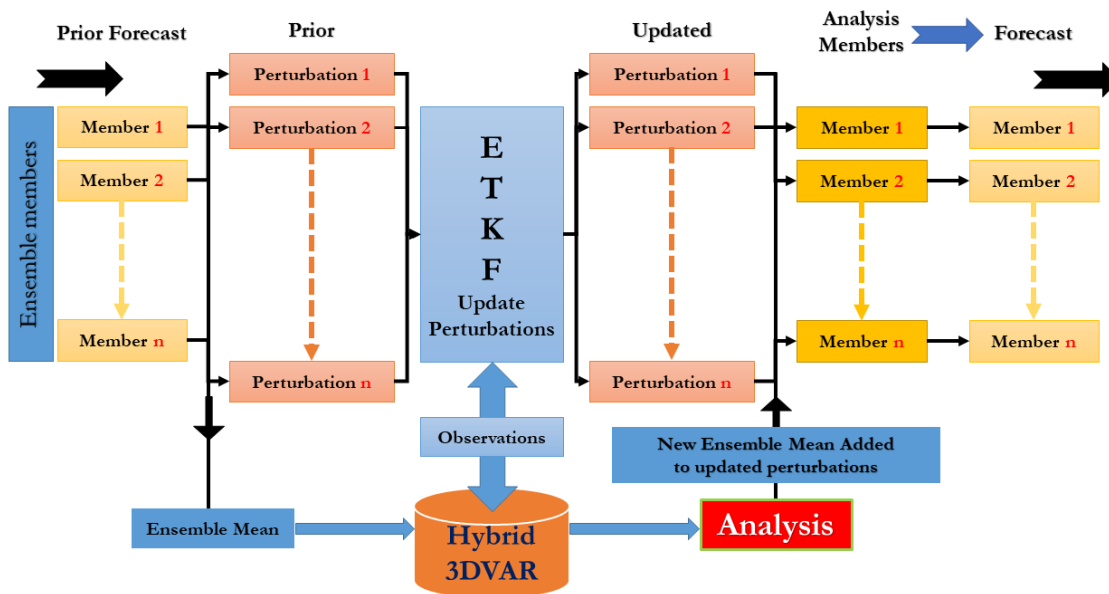 Prior Forecast
Prior
Updated
Analysis
Members
Forecast
Ensemble members
Member 1
Member 2
Member n
Perturbation 1
Perturbation 2
Perturbation n
E
T
K
F
Update
Perturbations
Perturbation 1
Perturbation 2
Perturbation n
Member 1
Member 2
Member n
Member 1
Member 2
Member n
Observations
New Ensemble Mean Added
to updated perturbations
Ensemble Mean
Hybrid
3DVAR
Analysis